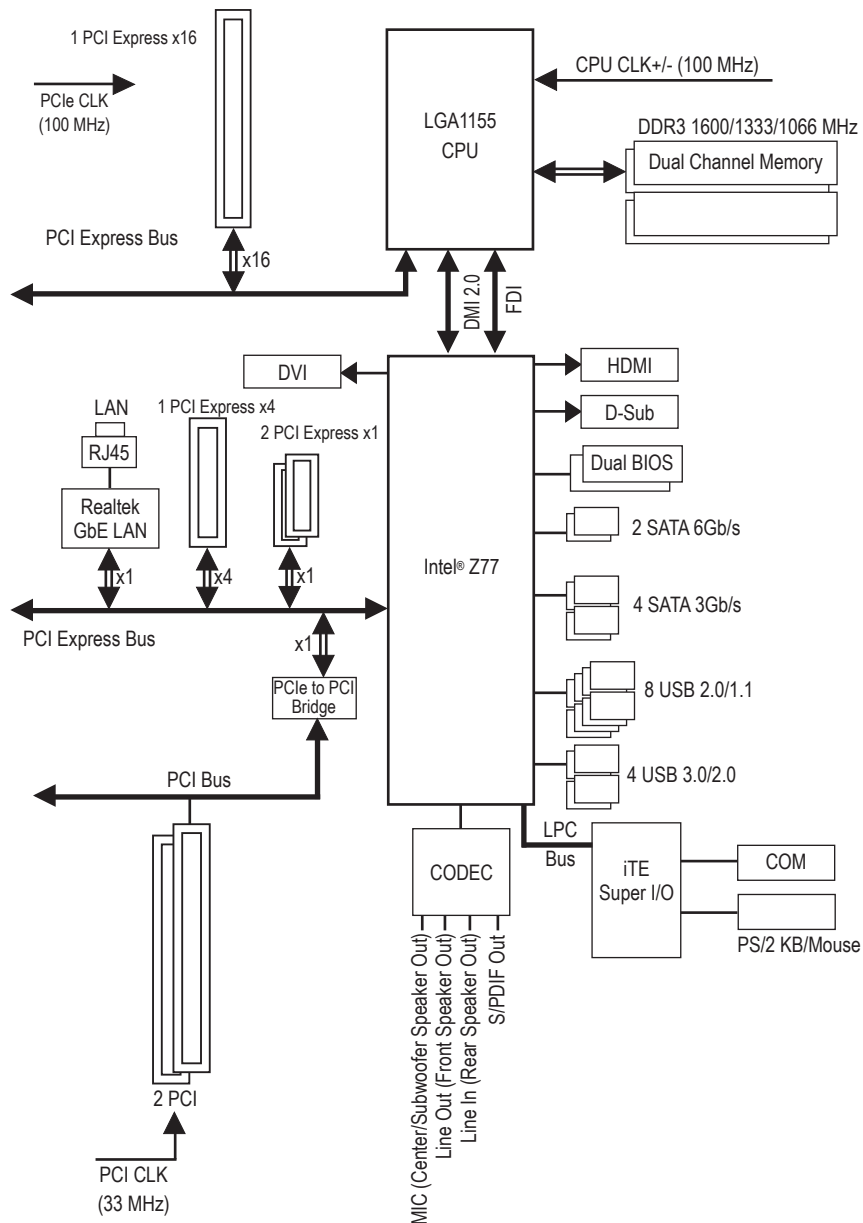 1 PCI Express x16
PCIe CLK
(100 MHz)
LGA1155
CPU
CPU CLK+/- (100 MHz)
DDR3 1600/1333/1066 MHz
Dual Channel Memory
PCI Express Bus
x16
DMI 2.0
FDI
DVI
HDMI
D-Sub
LAN
RJ45
Realtek
GbE LAN
1 PCI Express x4
2 PCI Express x1
Dual BIOS
2 SATA 6Gb/s
Intel® Z77
x1
x4
x1
4 SATA 3Gb/s
PCI Express Bus
x1
PCIe to PCI
Bridge
8 USB 2.0/1.1
4 USB 3.0/2.0
PCI Bus
LPC
Bus
CODEC
iTE
Super I/O
COM
PS/2 KB/Mouse
MIC (Center/Subwoofer Speaker Out)
Line Out (Front Speaker Out)
Line In (Rear Speaker Out)
S/PDIF Out
2 PCI
PCI CLK
(33 MHz)